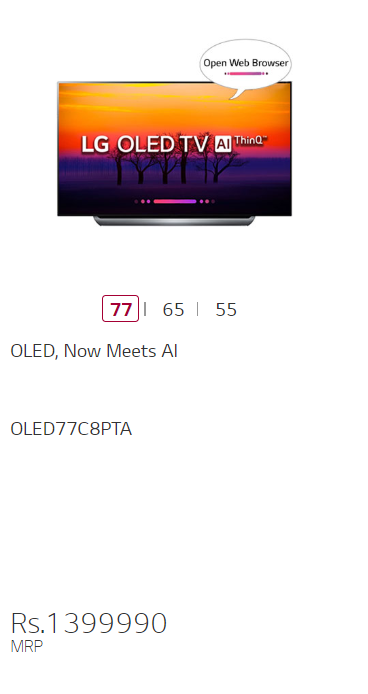 Open Web Browser
LG OLED TV AI ThinQ™
77 | 65 | 55
OLED, Now Meets AI
OLED77C8PTA
Rs.1399990
MRP